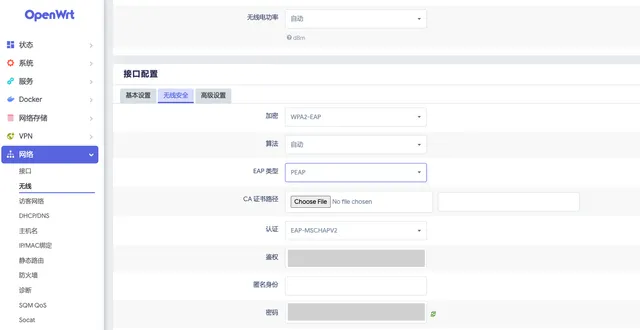 OpenWrt
状态
系统
服务
Docker
网络存储
VPN
网络
接口
无线
访客网络
DHCP/DNS
主机名
IP/MAC绑定
静态路由
防火墙
诊断
SQM QoS
Socat
无线电功率
自动
dBm
接口配置
基本设置 无线安全 高级设置
加密 WPA2-EAP
算法 自动
EAP 类型 PEAP
CA 证书路径 Choose File No file chosen
认证 EAP-MSCHAPV2
鉴权
匿名身份
密码